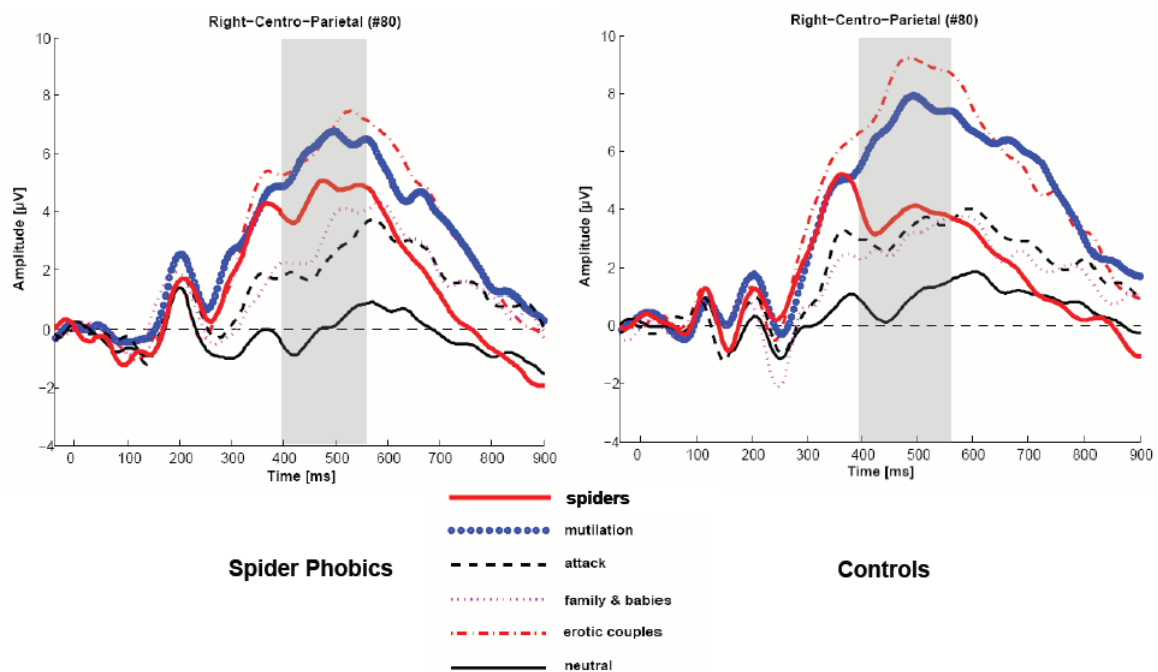 Right-Centro-Parietal (#80)
10
8
6
4
2
0
−2
−4
Amplitude [µV]
0 100 200 300 400 500 600 700 800 900
Time [ms]
Right-Centro-Parietal (#80)
10
8
6
4
2
0
−2
−4
Amplitude [µV]
0 100 200 300 400 500 600 700 800 900
Time [ms]
Spider Phobics
spiders
mutilation
attack
family & babies
erotic couples
neutral
Controls